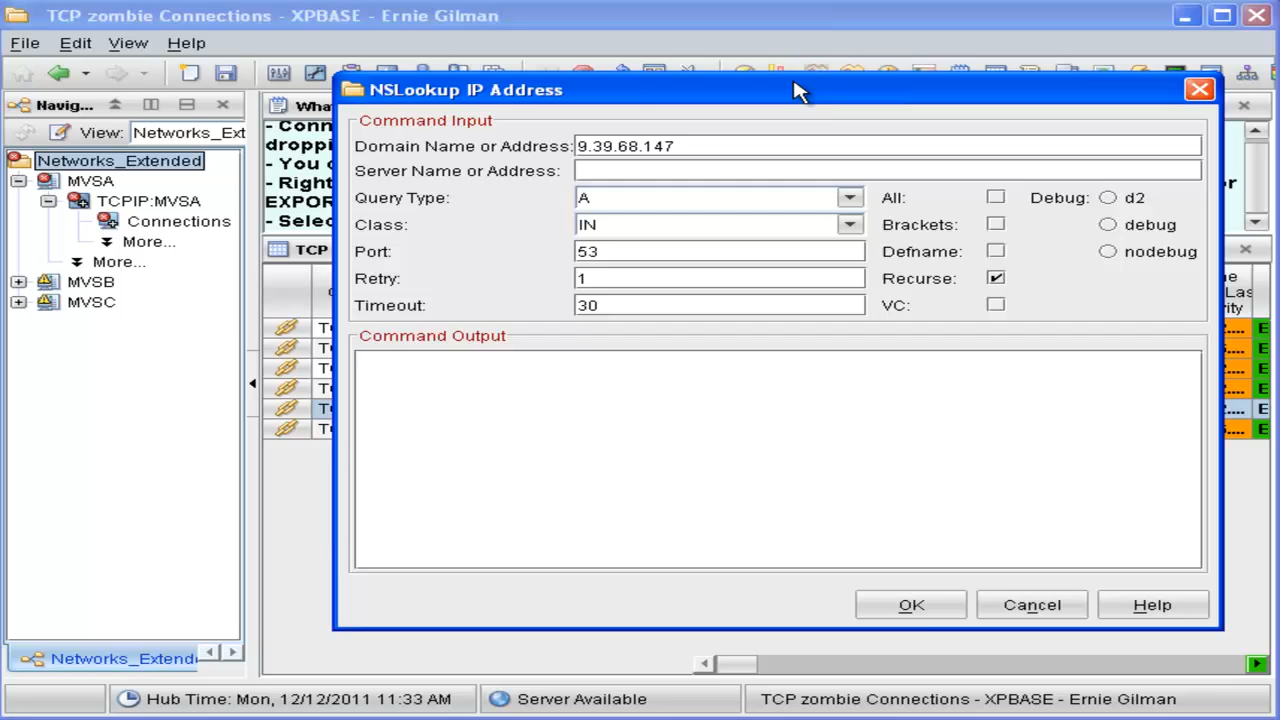 TCP zombie Connections - XPBASE - Ernie Gilman
File Edit View Help
Navig...
View: Networks_Ext
Networks_Extended
MVSA
TCPIP:MVSA
Connections
More...
More...
MVSB
MVSC
Networks_Extend
- Conn
droppi
- You c
- Right
EXPOR
- Selec
TCP
NSLookup IP Address
Command Input
Domain Name or Address: 9.39.68.147
Server Name or Address:
Query Type: A All: Debug: d2
Class: IN Brackets: debug
Port: 53 Defname: nodebug
Retry: 1 Recurse:
Timeout: 30 VC:
Command Output
OK Cancel Help
Hub Time: Mon, 12/12/2011 11:33 AM Server Available TCP zombie Connections - XPBASE - Ernie Gilman